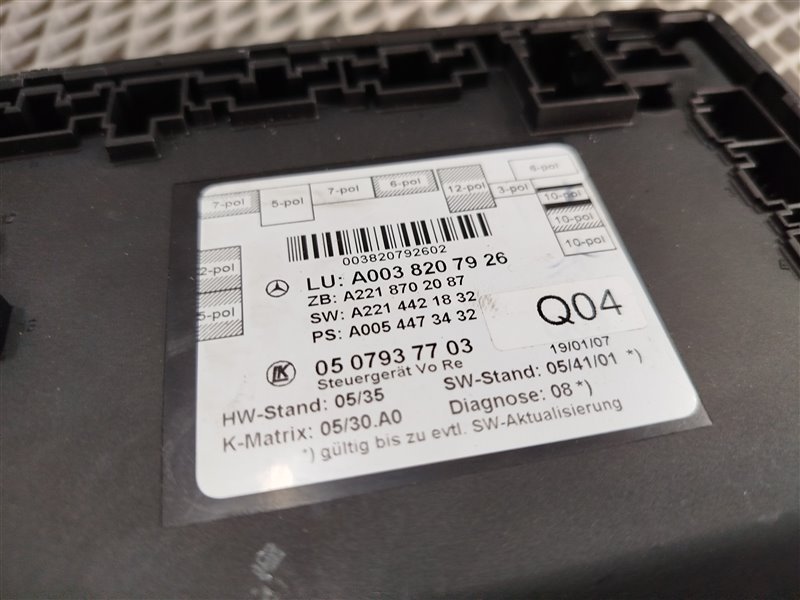 7-pol
5-pol
7-pol
6-pol
12-pol
3-pol
6-pol
10-pol
10-pol
10-pol
2-pol
5-pol
003820792602
LU: A003 820 79 26
ZB: A221 870 20 87
SW: A221 442 18 32
PS: A005 447 34 32
Q04
19/01/07
05 0793 77 03
Steuergerät Vo Re
HW-Stand: 05/35
SW-Stand: 05/41/01 *)
K-Matrix: 05/30.A0
Diagnose: 08 *)
*) gültig bis zu evtl. SW-Aktualisierung